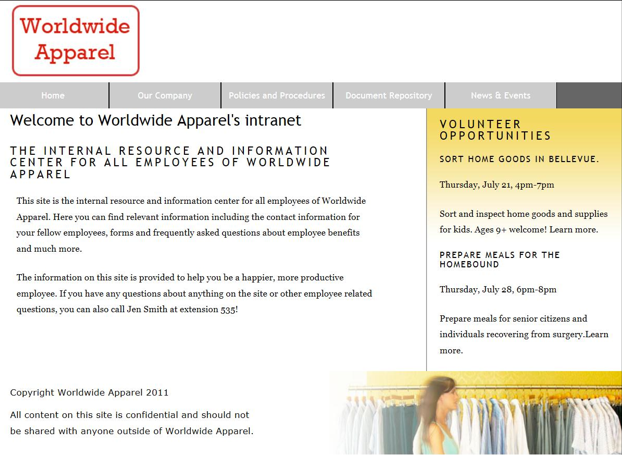 Worldwide
Apparel
Home
Our Company
Policies and Procedures
Document Repository
News & Events
Welcome to Worldwide Apparel's intranet
THE INTERNAL RESOURCE AND INFORMATION
CENTER FOR ALL EMPLOYEES OF WORLDWIDE
APPAREL
This site is the internal resource and information center for all employees of Worldwide
Apparel. Here you can find relevant information including the contact information for
your fellow employees, forms and frequently asked questions about employee benefits
and much more.
The information on this site is provided to help you be a happier, more productive
employee. If you have any questions about anything on the site or other employee related
questions, you can also call Jen Smith at extension 535!
VOLUNTEER
OPPORTUNITIES
SORT HOME GOODS IN BELLEVUE.
Thursday, July 21, 4pm-7pm
Sort and inspect home goods and supplies
for kids. Ages 9+ welcome! Learn more.
PREPARE MEALS FOR THE
HOMEBOUND
Thursday, July 28, 6pm-8pm
Prepare meals for senior citizens and
individuals recovering from surgery.Learn
more.
Copyright Worldwide Apparel 2011
All content on this site is confidential and should not
be shared with anyone outside of Worldwide Apparel.